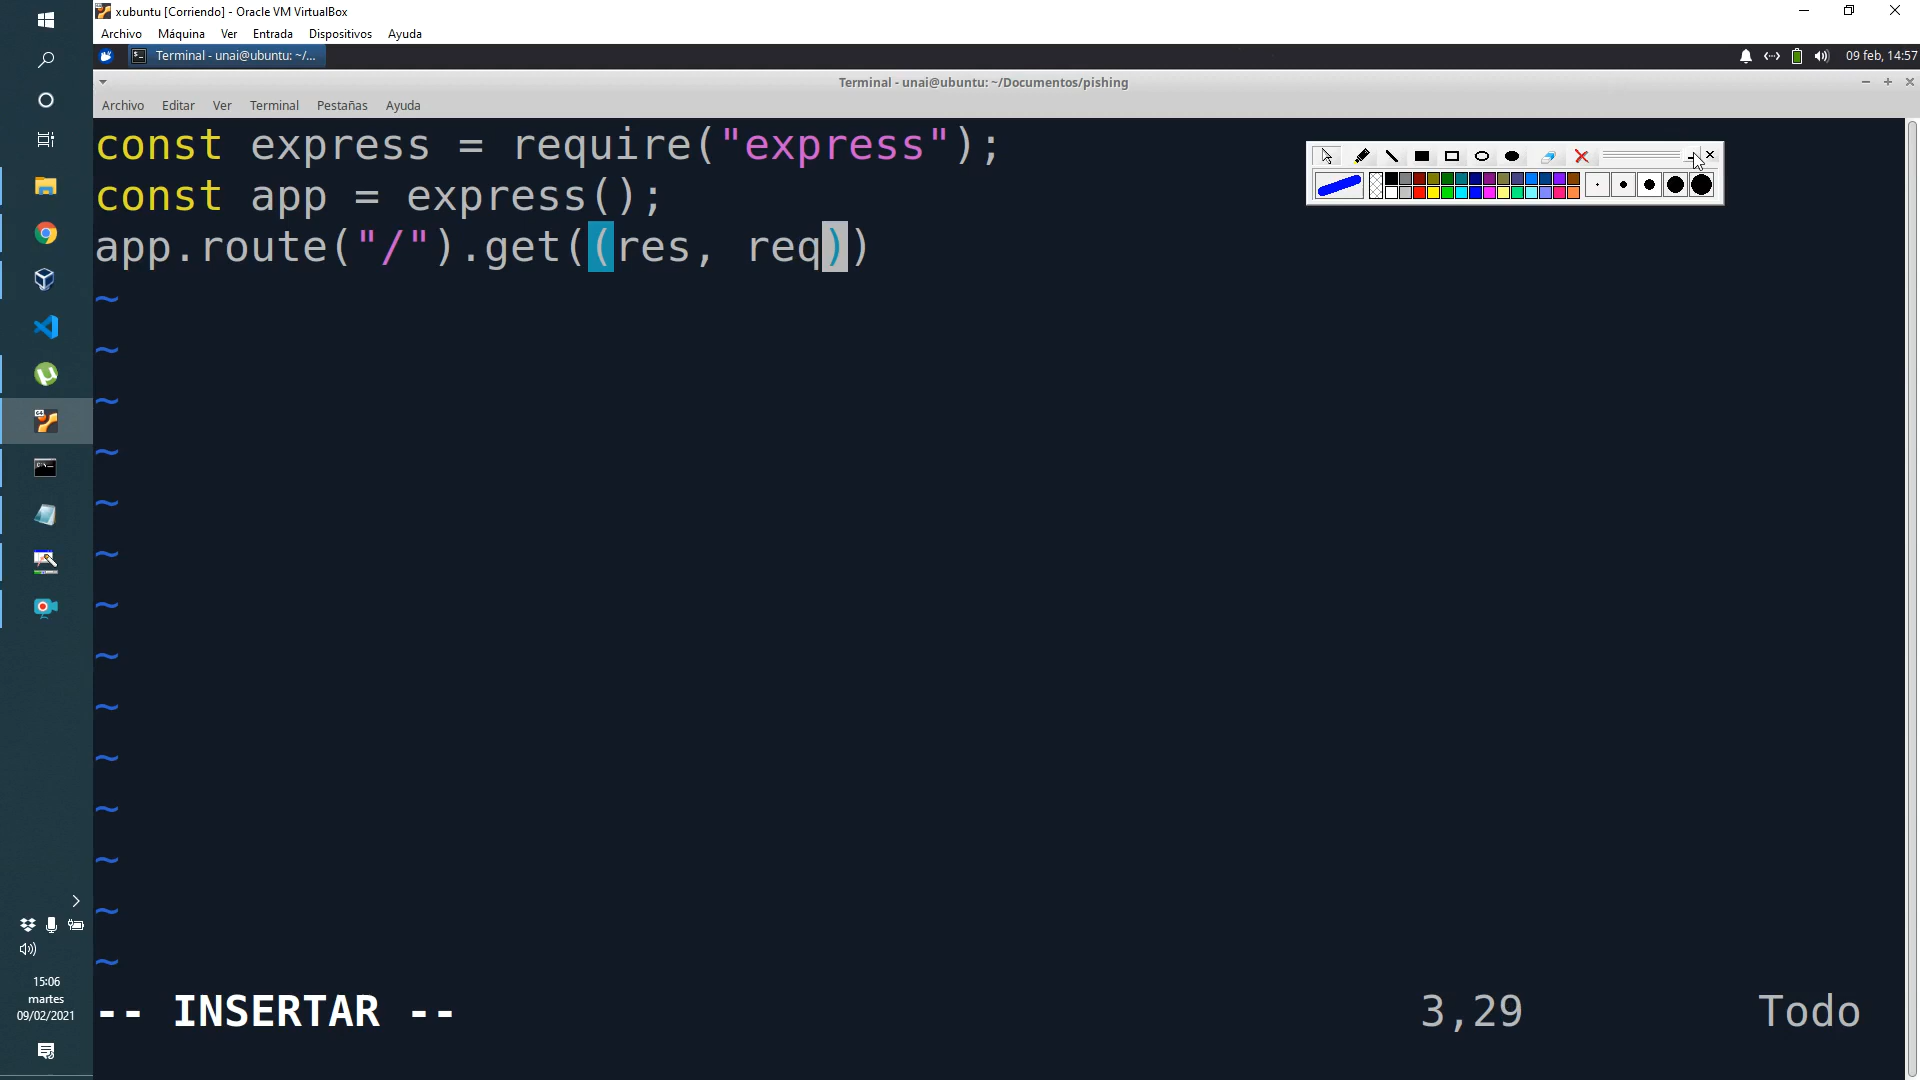 xubuntu [Corriendo] - Oracle VM VirtualBox
Archivo Máquina Ver Entrada Dispositivos Ayuda
Terminal - unai@ubuntu: ~/...
09 feb, 14:57
Terminal - unai@ubuntu: ~/Documentos/pishing
Archivo Editar Ver Terminal Pestañas Ayuda
const express = require("express");
const app = express();
app.route("/").get((res, req))
~
~
~
~
~
~
~
~
~
~
~
~
~
~
-- INSERTAR -- 3,29 Todo
15:06
martes
09/02/2021